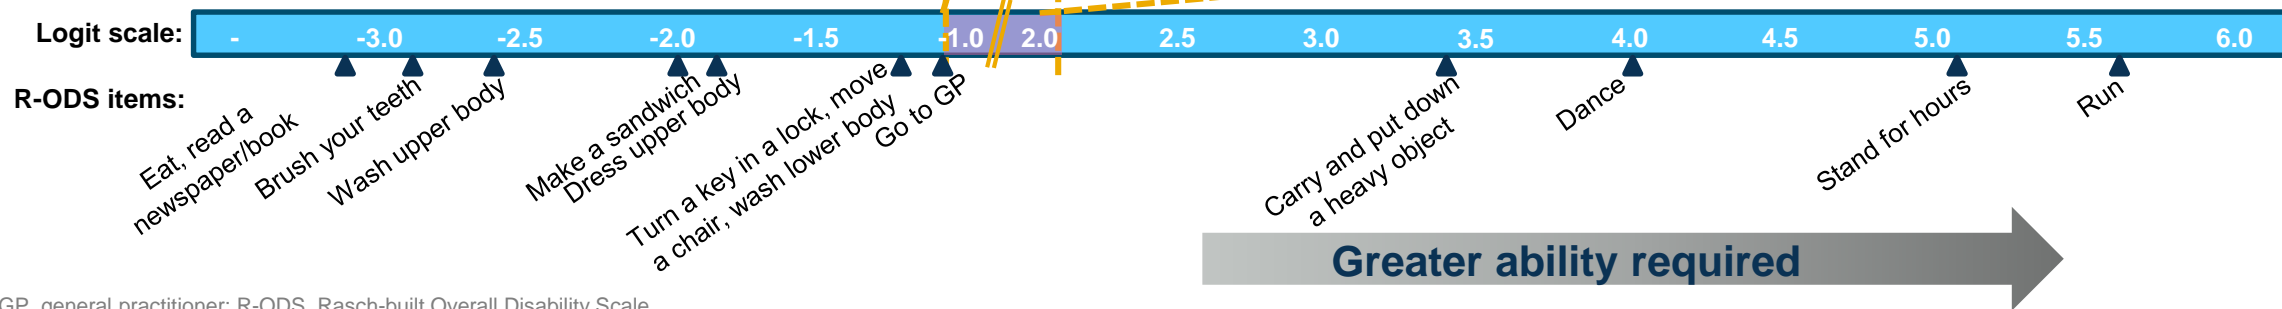 Logit scale:
- -3.0 -2.5 -2.0 -1.5 -1.0 2.0 2.5 3.0 3.5 4.0 4.5 5.0 5.5 6.0
R-ODS items:
Eat, read a
newspaper/book
Brush your teeth
Wash upper body
Make a sandwich
Dress upper body
Turn a key in a lock, move
a chair, wash lower body
Go to GP
Carry and put down
a heavy object
Dance
Stand for hours
Run
Greater ability required
GP, general practitioner; R-ODS, Rasch-built Overall Disability Scale